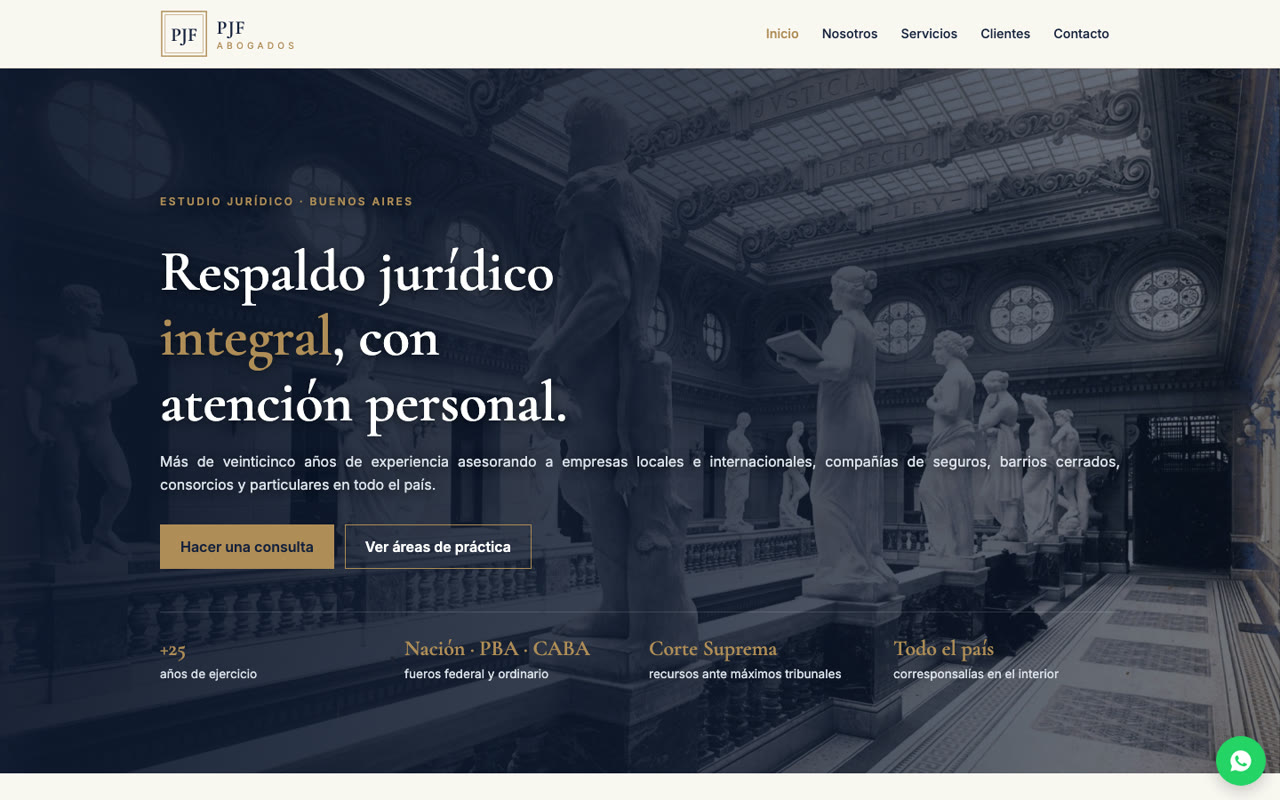 PJF
PJF
ABOGADOS
Inicio
Nosotros
Servicios
Clientes
Contacto
JVSTICIA
DERECHO
LEY
ESTUDIO JURÍDICO · BUENOS AIRES
Respaldo jurídico
integral, con
atención personal.
Más de veinticinco años de experiencia asesorando a empresas locales e internacionales, compañías de seguros, barrios cerrados,
consorcios y particulares en todo el país.
Hacer una consulta
Ver áreas de práctica
+25
años de ejercicio
Nación · PBA · CABA
fueros federal y ordinario
Corte Suprema
recursos ante máximos tribunales
Todo el país
corresponsalías en el interior